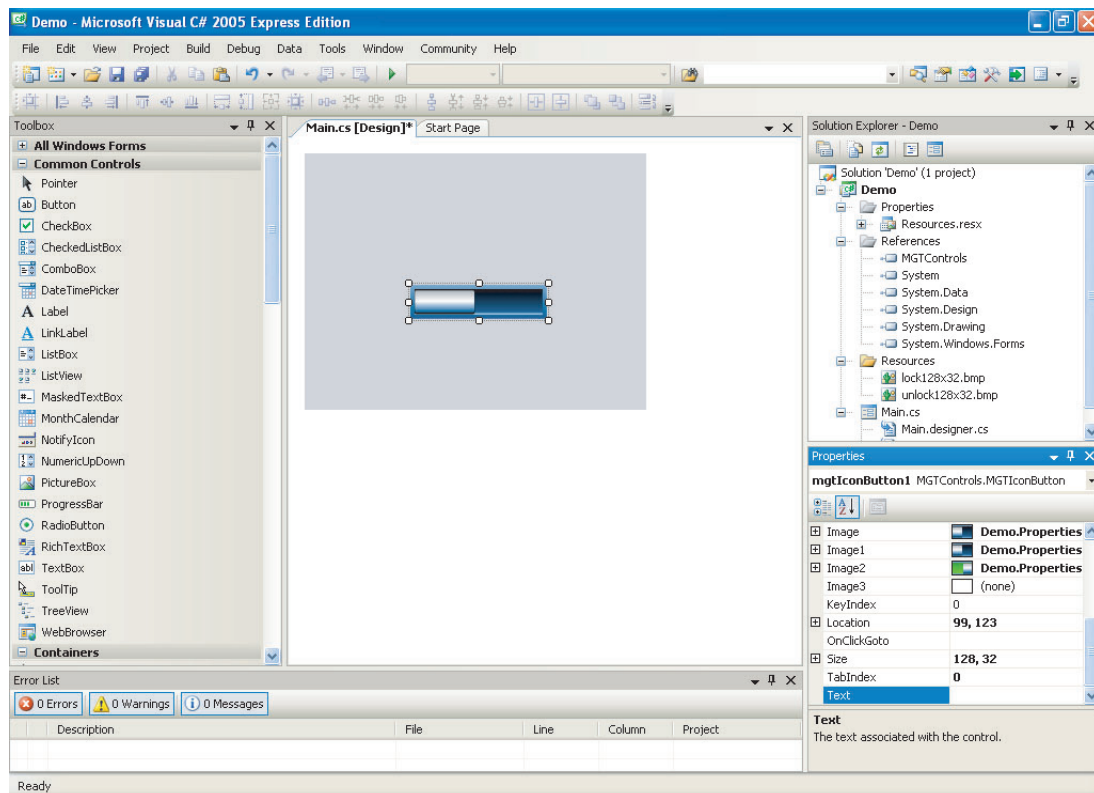 Demo - Microsoft Visual C# 2005 Express Edition
File Edit View Project Build Debug Data Tools Window Community Help
Toolbox
All Windows Forms
Common Controls
Pointer
Button
CheckBox
CheckedListBox
ComboBox
DateTimePicker
A Label
A LinkLabel
ListBox
ListView
MaskedTextBox
MonthCalendar
NotifyIcon
NumericUpDown
PictureBox
ProgressBar
RadioButton
RichTextBox
TextBox
ToolTip
TreeView
WebBrowser
Containers
Main.cs [Design]* Start Page
Solution Explorer - Demo
Solution 'Demo' (1 project)
Demo
Properties
Resources.resx
References
MGTControls
System
System.Data
System.Design
System.Drawing
System.Windows.Forms
Resources
lock128x32.bmp
unlock128x32.bmp
Main.cs
Main.designer.cs
Properties
mgtIconButton1 MGTControls.MGTIconButton
Image Demo.Properties
Image1 Demo.Properties
Image2 Demo.Properties
Image3 (none)
KeyIndex 0
Location 99, 123
OnClickGoto
Size 128, 32
TabIndex 0
Text
Text
The text associated with the control.
Error List
0 Errors 0 Warnings 0 Messages
Description File Line Column Project
Ready